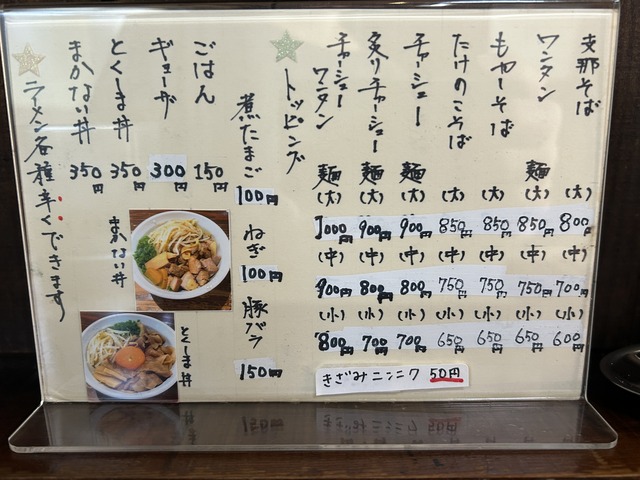 支那そば (大) 800円 (中) 700円 (小) 600円
ワンタン麺 (大) 850円 (中) 750円 (小) 650円
もやしそば (大) 850円 (中) 750円 (小) 650円
たけのこそば (大) 850円 (中) 750円 (小) 650円
チャーシュー麺 (大) 900円 (中) 800円 (小) 700円
炙りチャーシュー麺 (大) 900円 (中) 800円 (小) 700円
チャーシューワンタン麺 (大) 1000円 (中) 900円 (小) 800円
きざみニンニク 50円
トッピング
煮たまご 100円
ねぎ 100円
豚バラ 150円
ごはん 150円
ギョーザ 300円
とくしま丼 350円
まかない丼 350円
ラーメン各種辛くできます
まかない丼
とくしま丼